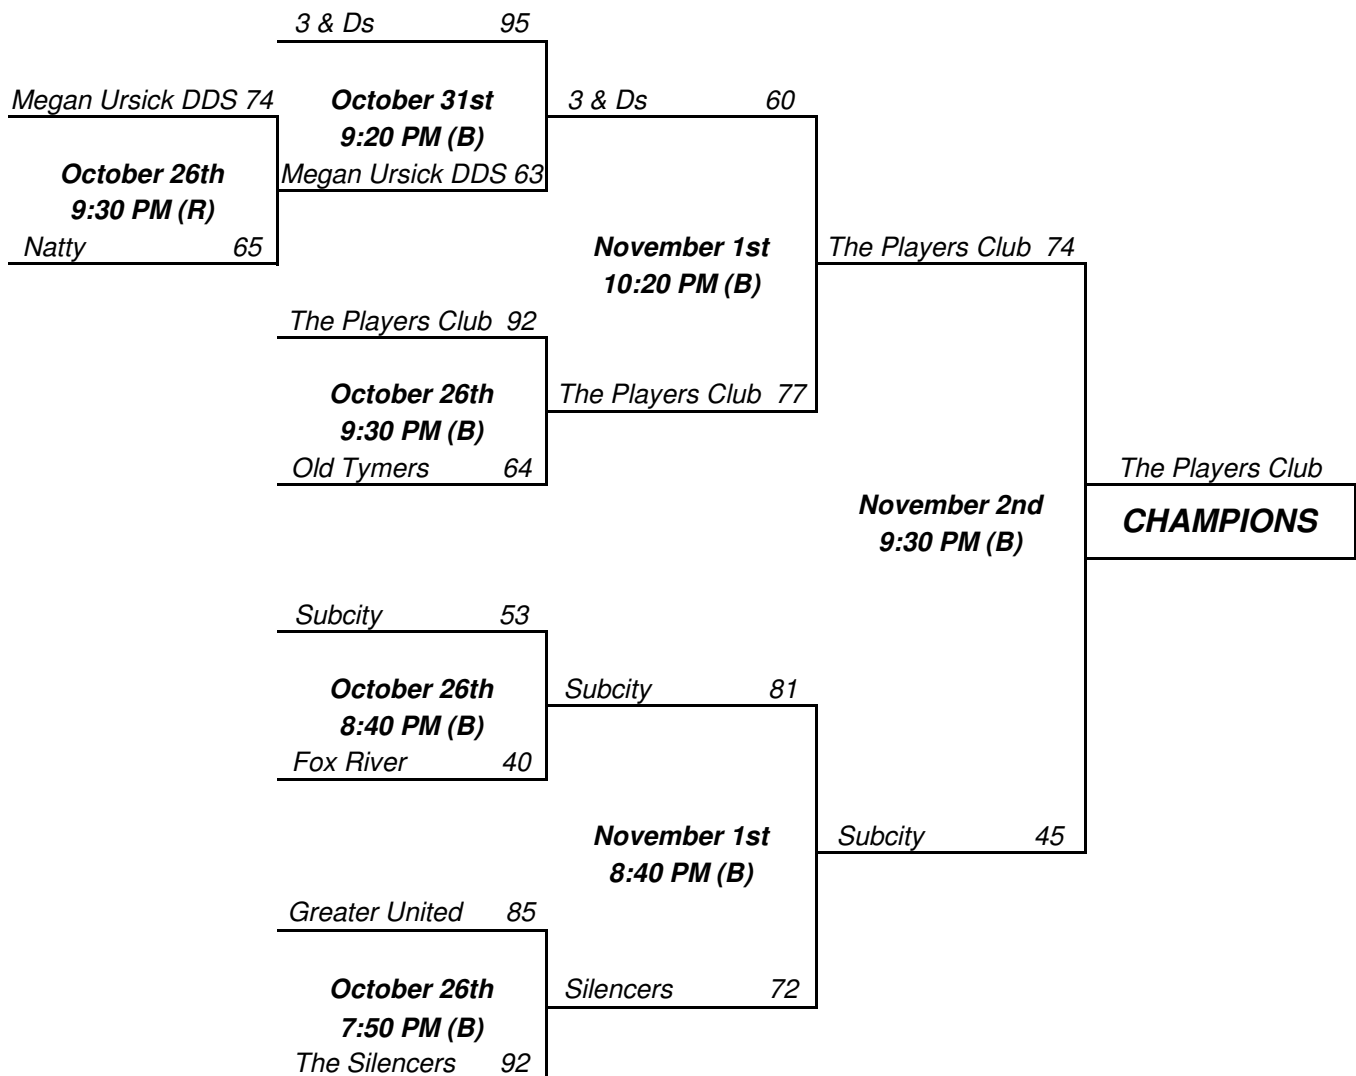 3 & Ds 95
Megan Ursick DDS 74
October 31st
3 & Ds 60
9:20 PM (B)
October 26th
Megan Ursick DDS 63
9:30 PM (R)
Natty 65
November 1st
The Players Club 74
10:20 PM (B)
The Players Club 92
October 26th
The Players Club 77
9:30 PM (B)
Old Tymers 64
The Players Club
November 2nd
CHAMPIONS
9:30 PM (B)
Subcity 53
October 26th
Subcity 81
8:40 PM (B)
Fox River 40
November 1st
Subcity 45
8:40 PM (B)
Greater United 85
October 26th
Silencers 72
7:50 PM (B)
The Silencers 92